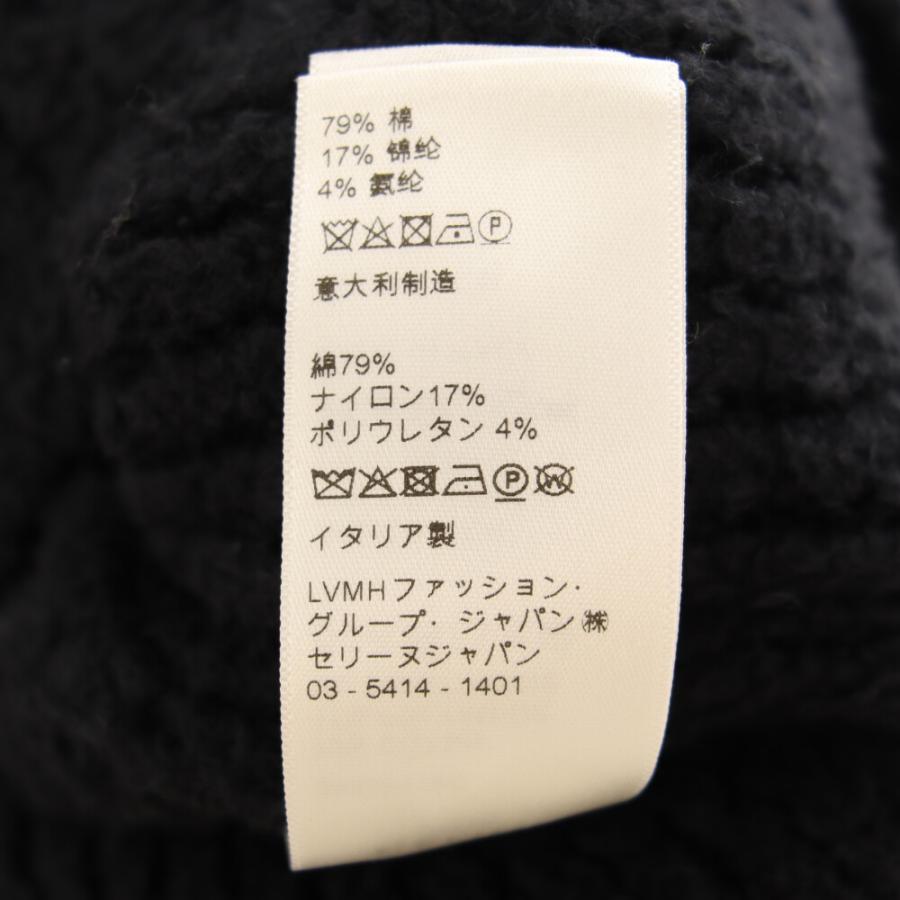 79% 棉
17% 锦纶
4% 氨纶
P
意大利制造
綿79%
ナイロン17%
ポリウレタン 4%
P W
イタリア製
LVMHファッション·
グループ· ジャパン㈱
セリーヌジャパン
03 - 5414 - 1401